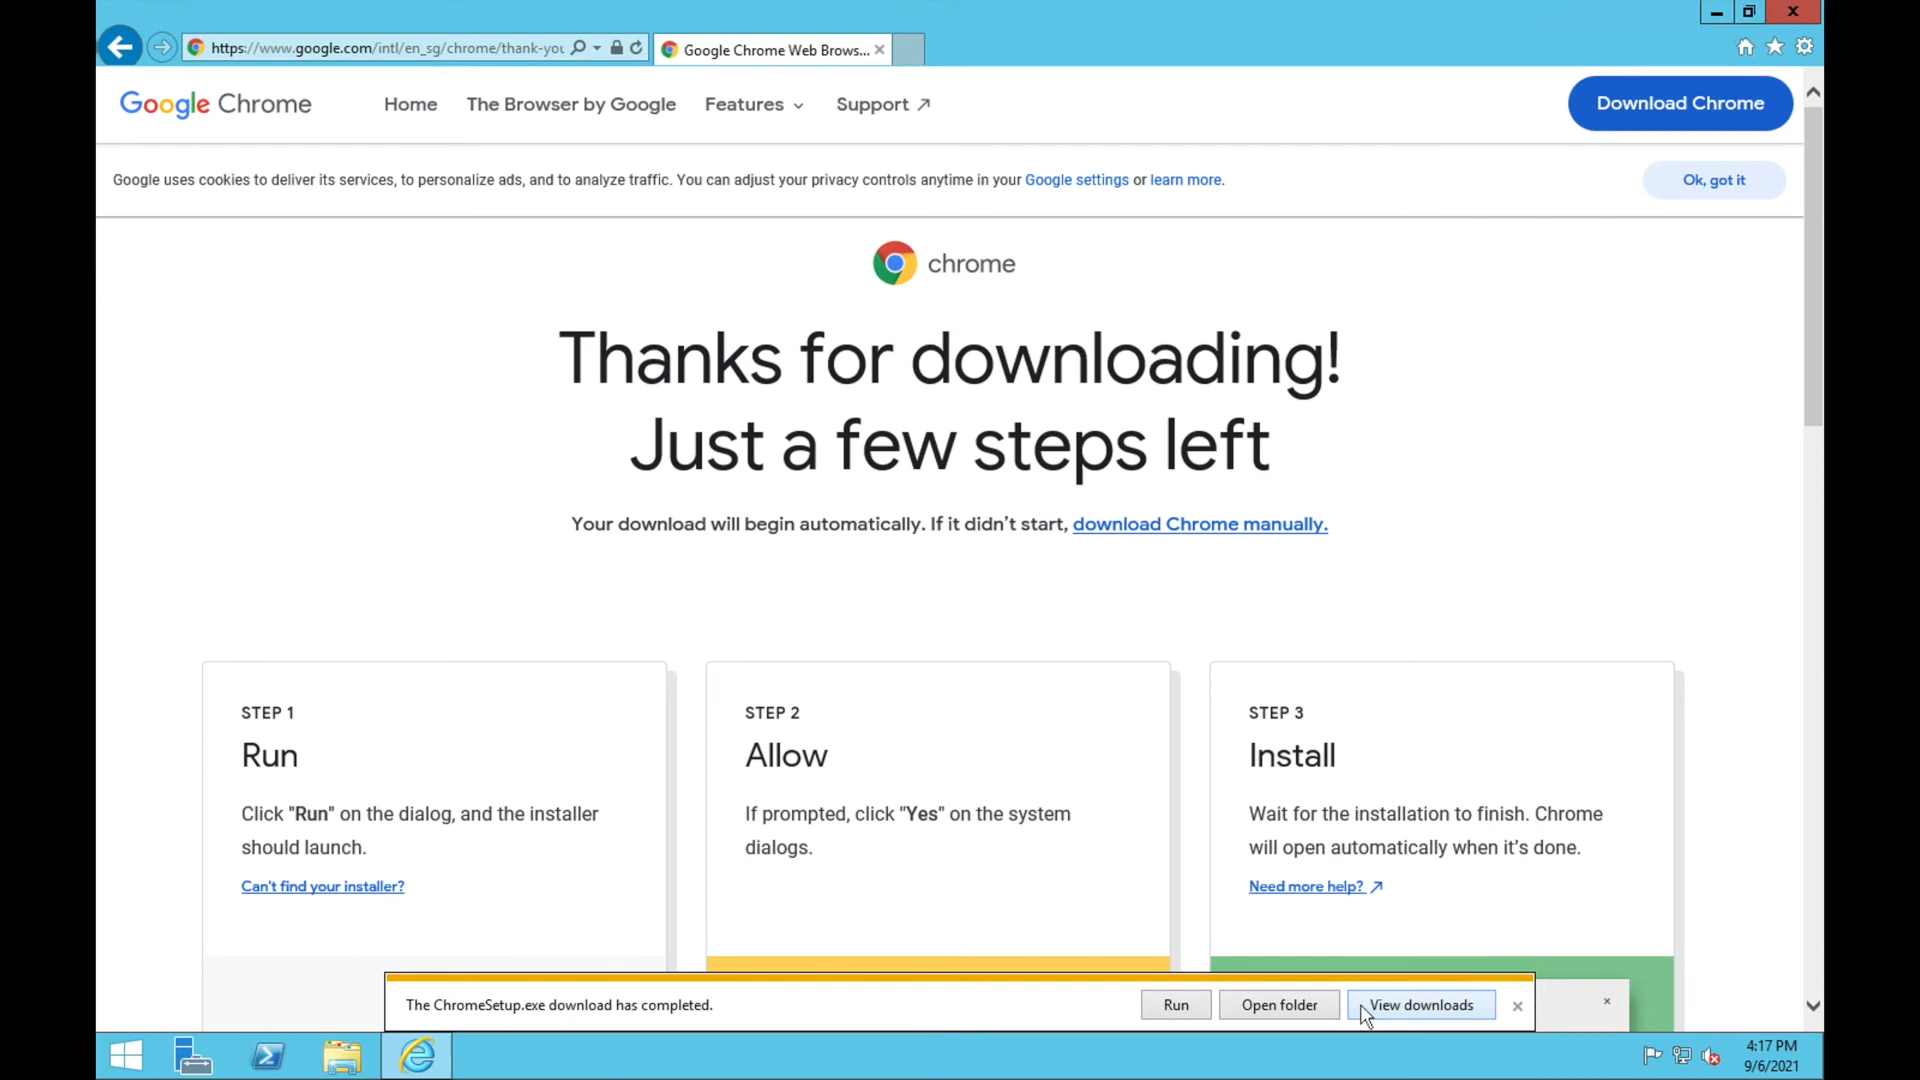 https://www.google.com/intl/en_sg/chrome/thank-you
Google Chrome Web Brows...
Google Chrome
Home
The Browser by Google
Features
Support
Download Chrome
Google uses cookies to deliver its services, to personalize ads, and to analyze traffic. You can adjust your privacy controls anytime in your Google settings or learn more.
Ok, got it
chrome
Thanks for downloading!
Just a few steps left
Your download will begin automatically. If it didn’t start, download Chrome manually.
STEP 1
Run
Click "Run" on the dialog, and the installer
should launch.
Can't find your installer?
STEP 2
Allow
If prompted, click "Yes" on the system
dialogs.
STEP 3
Install
Wait for the installation to finish. Chrome
will open automatically when it’s done.
Need more help?
The ChromeSetup.exe download has completed.
Run
Open folder
View downloads
4:17 PM
9/6/2021